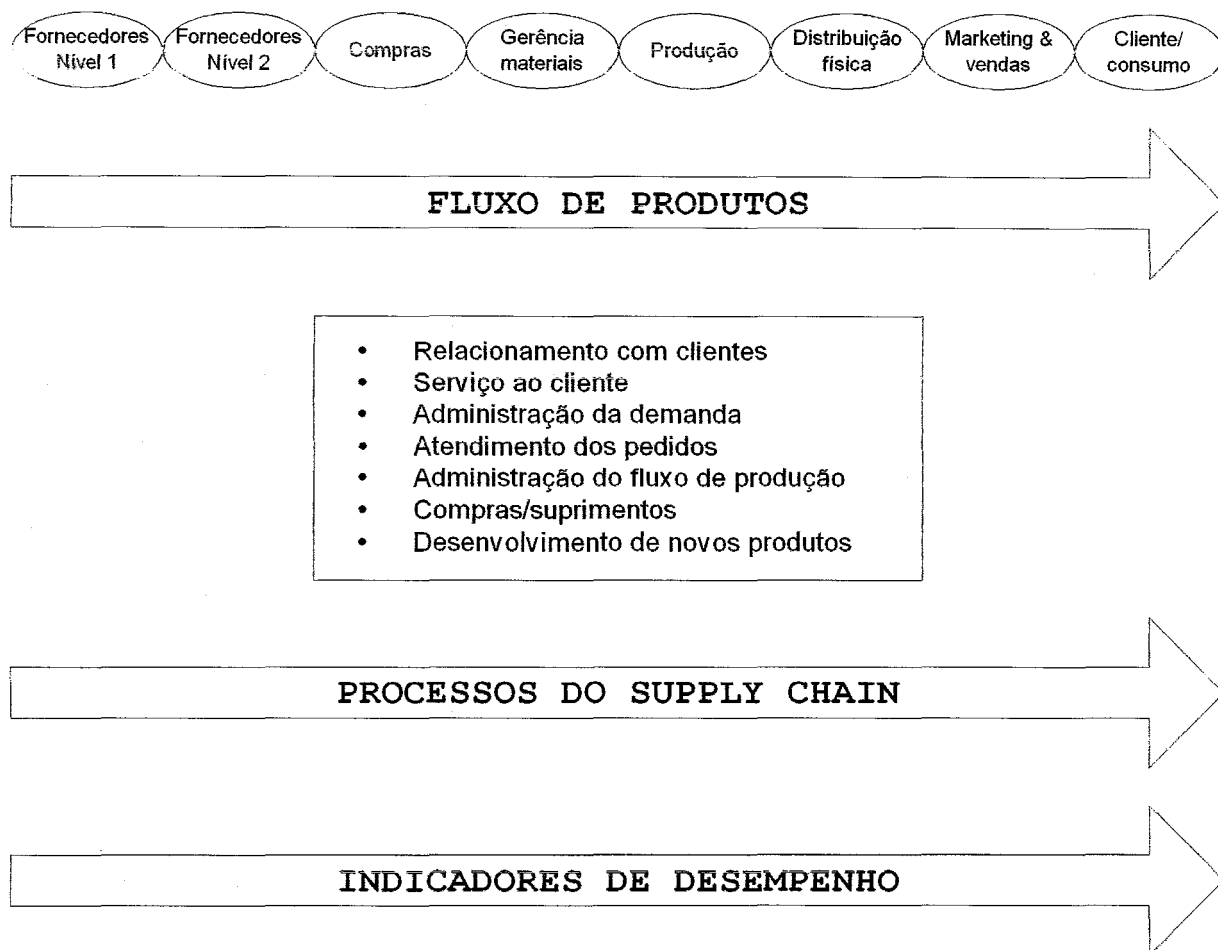 Fornecedores
Nível 1
Fornecedores
Nível 2
Compras
Gerência
materiais
Produção
Distribuição
física
Marketing &
vendas
Cliente/
consumo
FLUXO DE PRODUTOS
• Relacionamento com clientes
• Serviço ao cliente
• Administração da demanda
• Atendimento dos pedidos
• Administração do fluxo de produção
• Compras/suprimentos
• Desenvolvimento de novos produtos
PROCESSOS DO SUPPLY CHAIN
INDICADORES DE DESEMPENHO